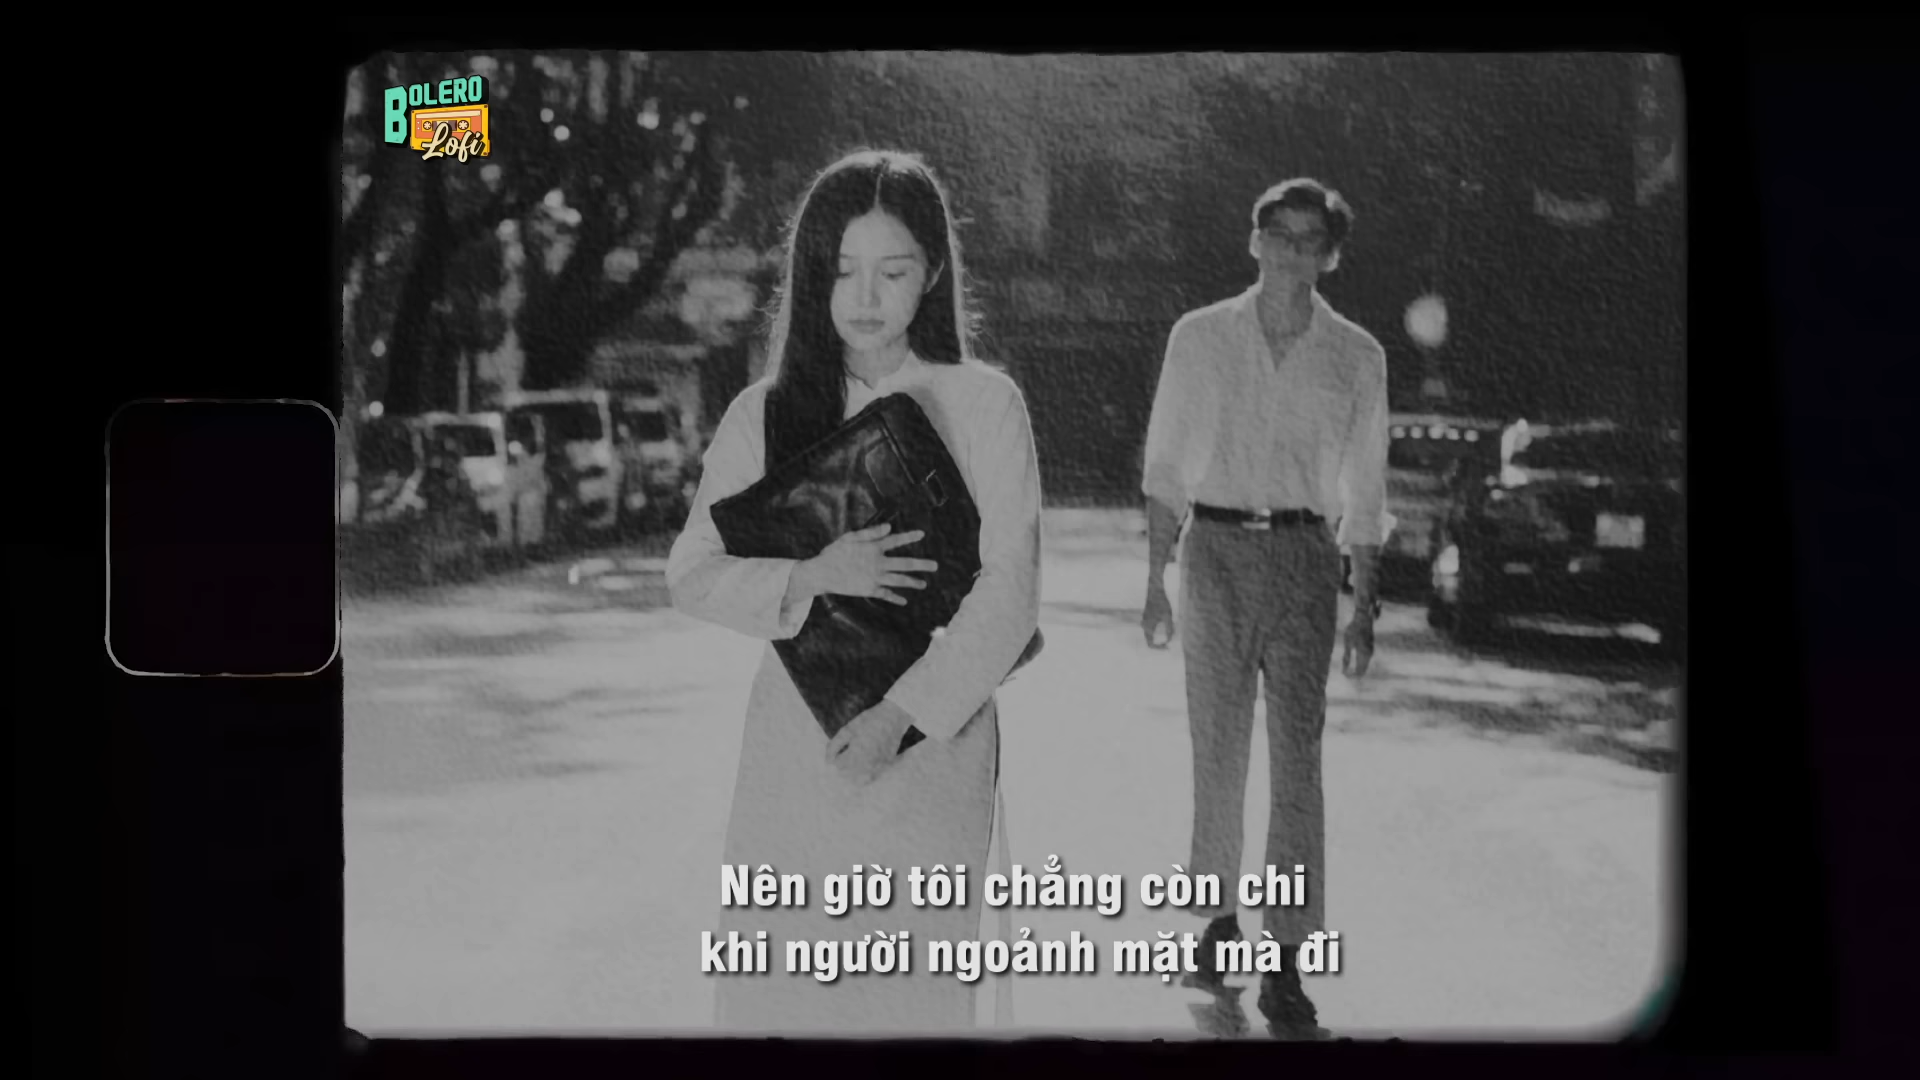 BOLERO
Lofi
Nên giờ tôi chẳng còn chi
khi người ngoảnh mặt mà đi